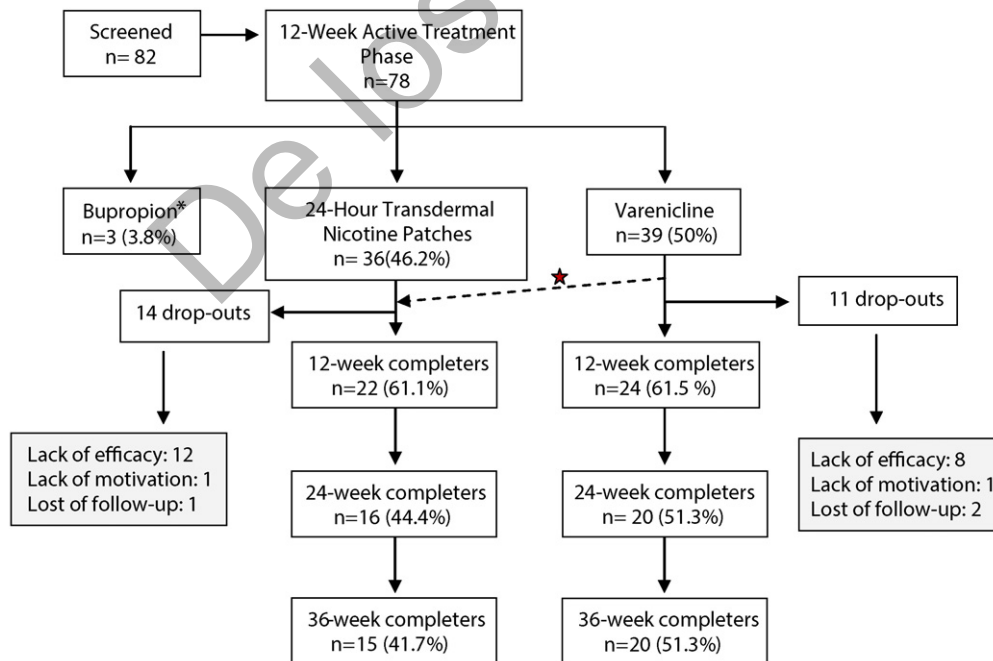 Screened
n= 82
12-Week Active Treatment
Phase
n=78
Bupropion*
n=3 (3.8%)
24-Hour Transdermal
Nicotine Patches
n= 36(46.2%)
Varenicline
n=39 (50%)
14 drop-outs
11 drop-outs
12-week completers
n=22 (61.1%)
12-week completers
n=24 (61.5 %)
Lack of efficacy: 12
Lack of motivation: 1
Lost of follow-up: 1
Lack of efficacy: 8
Lack of motivation: 1
Lost of follow-up: 2
24-week completers
n=16 (44.4%)
24-week completers
n= 20 (51.3%)
36-week completers
n=15 (41.7%)
36-week completers
n=20 (51.3%)
De los